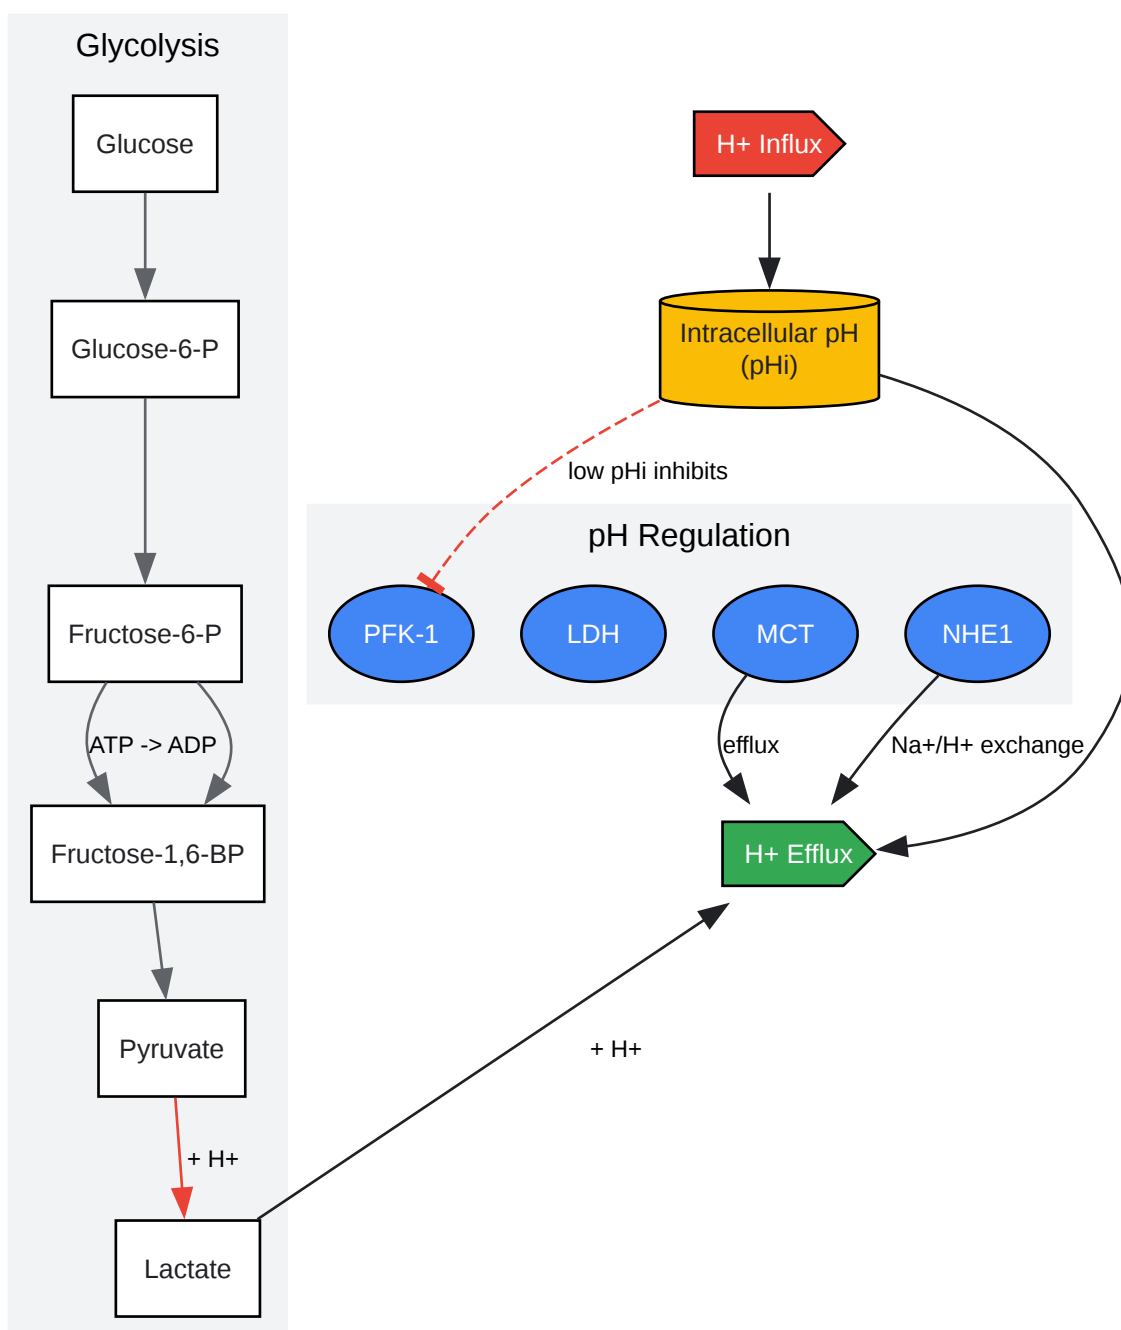 Glycolysis
Glucose
H+ Influx
Glucose-6-P
Intracellular pH
(pHi)
low pHi inhibits
pH Regulation
Fructose-6-P
PFK-1
LDH
MCT
NHE1
ATP -> ADP
efflux
Na+/H+ exchange
Fructose-1,6-BP
H+ Efflux
Pyruvate
+ H+
+ H+
Lactate